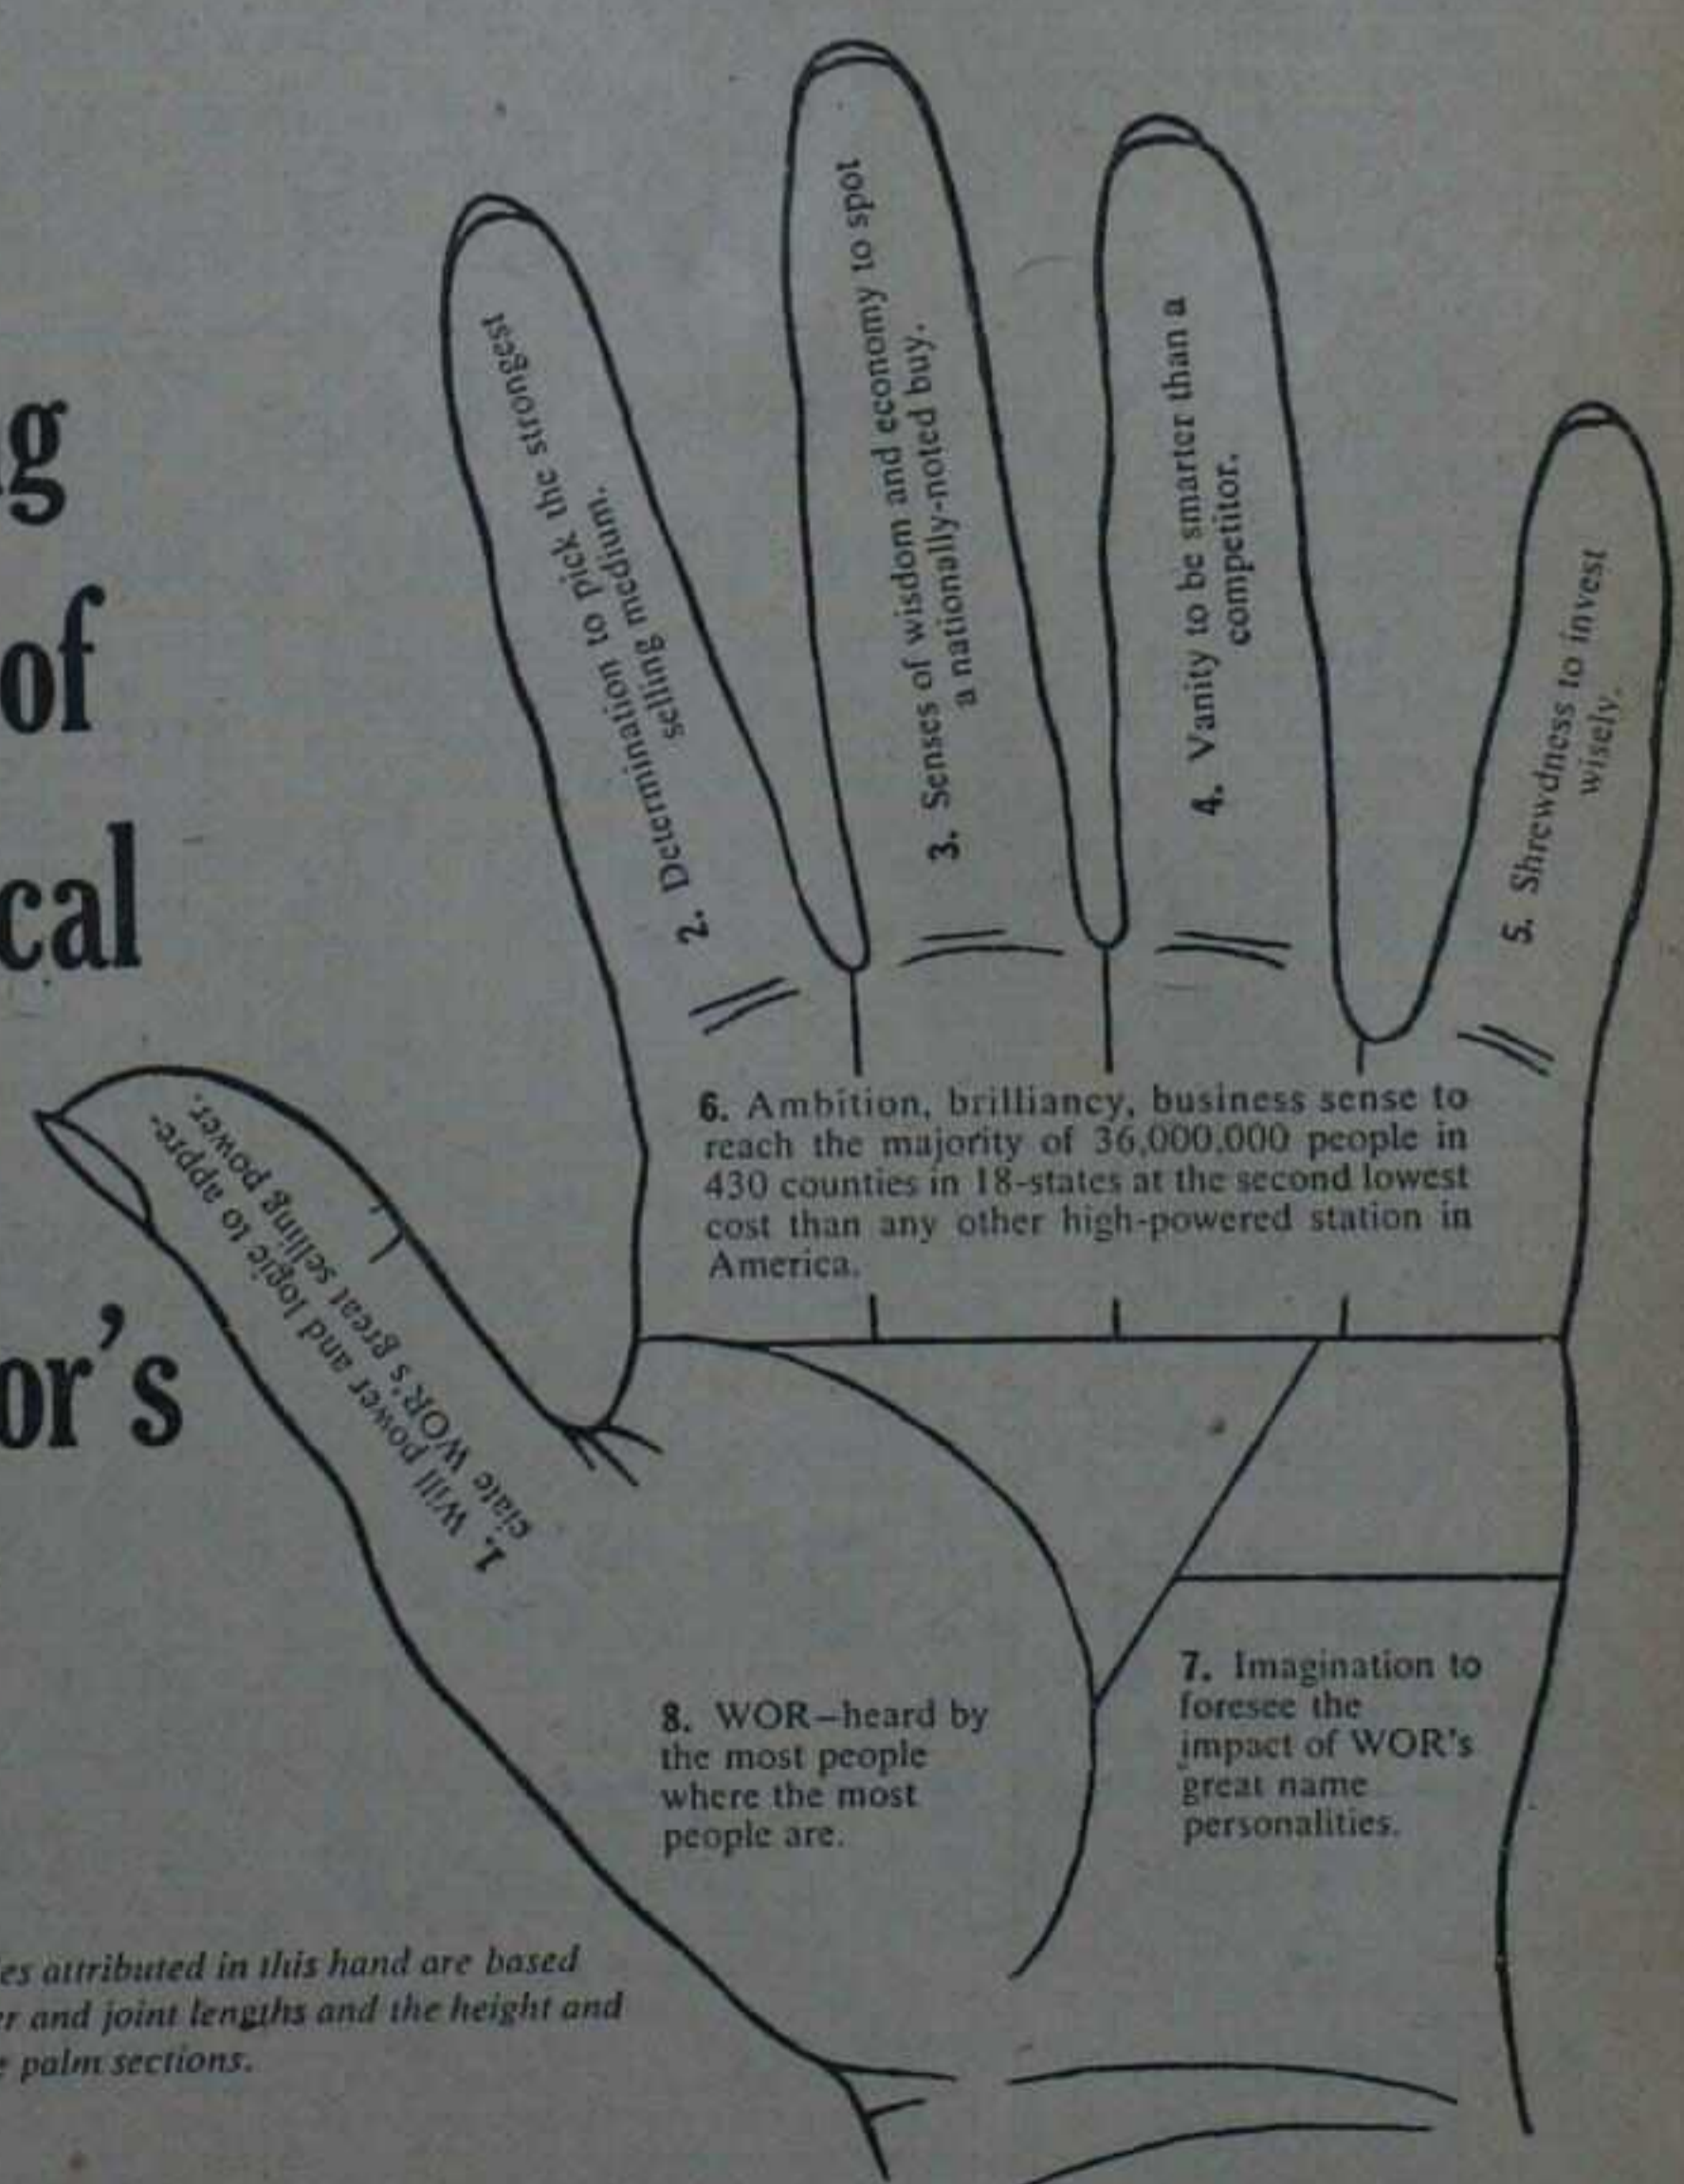 g
of
cal
or's
1. Will power and logic to appre-
ciate WOR's great selling power.
2. Determination to pick the strongest
selling medium.
3. Senses of wisdom and economy to spot
a nationally-noted buy.
4. Vanity to be smarter than a
competitor.
5. Shrewdness to invest
wisely.
6. Ambition, brilliancy, business sense to
reach the majority of 36,000,000 people in
430 counties in 18-states at the second lowest
cost than any other high-powered station in
America.
7. Imagination to
foresee the
impact of WOR's
great name
personalities.
8. WOR—heard by
the most people
where the most
people are.
es attributed in this hand are based
er and joint lengths and the height and
e palm sections.